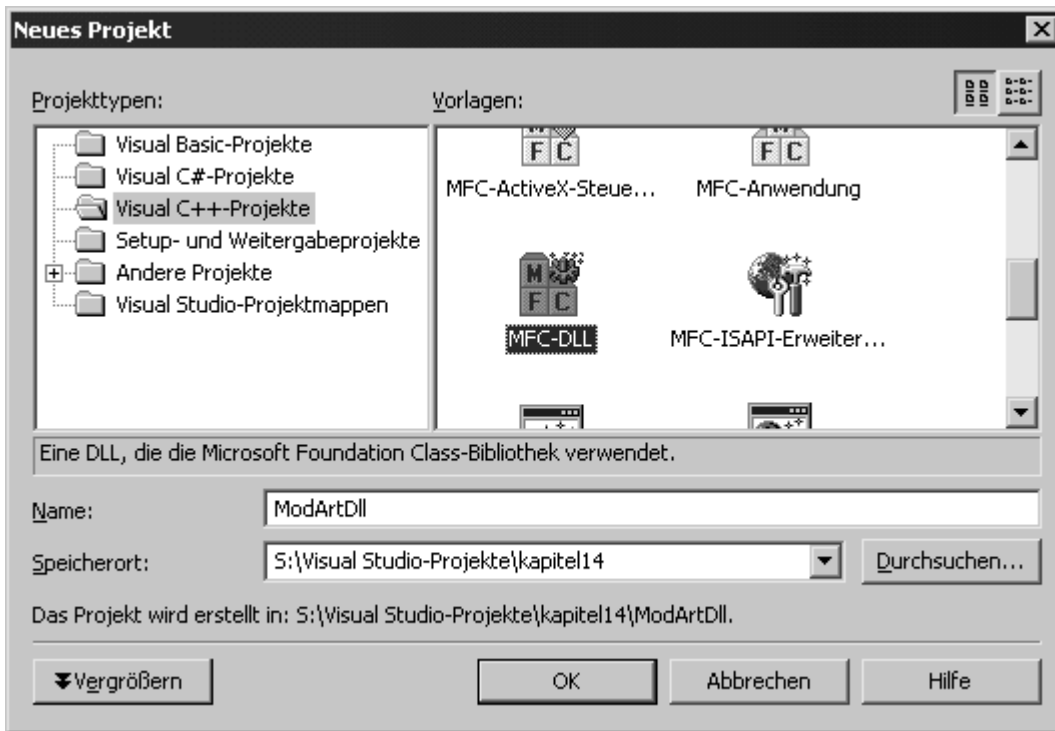 Neues Projekt
Projekttypen:
Vorlagen:
Visual Basic-Projekte
Visual C#-Projekte
Visual C++-Projekte
Setup- und Weitergabeprojekte
Andere Projekte
Visual Studio-Projektmappen
M
F C
MFC-ActiveX-Steue...
F C
MFC-Anwendung
M
F C
MFC-DLL
MFC-ISAPI-Erweiter...
Eine DLL, die die Microsoft Foundation Class-Bibliothek verwendet.
Name:
ModArtDll
Speicherort:
S:\Visual Studio-Projekte\kapitel14
Durchsuchen...
Das Projekt wird erstellt in: S:\Visual Studio-Projekte\kapitel14\ModArtDll.
Vergrößern
OK
Abbrechen
Hilfe